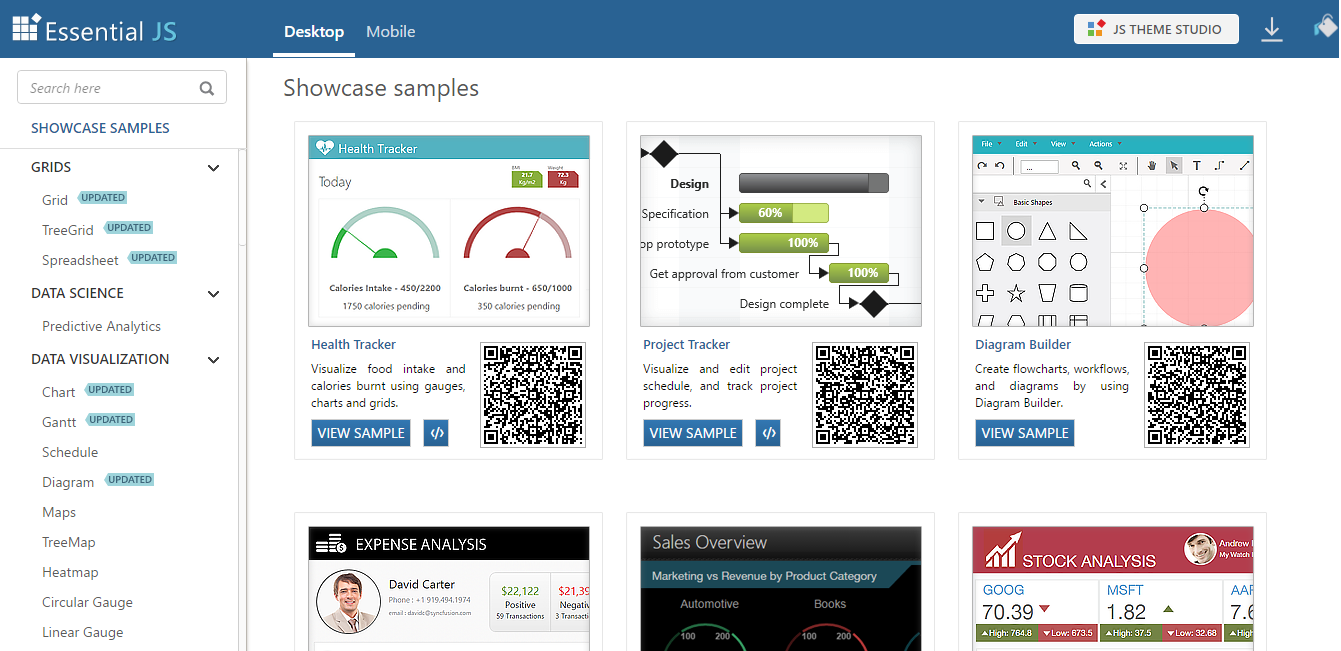 Essential JS
Desktop
Mobile
JS THEME STUDIO
Search here
SHOWCASE SAMPLES
GRIDS
Grid UPDATED
TreeGrid UPDATED
Spreadsheet UPDATED
DATA SCIENCE
Predictive Analytics
DATA VISUALIZATION
Chart UPDATED
Gantt UPDATED
Schedule
Diagram UPDATED
Maps
TreeMap
Heatmap
Circular Gauge
Linear Gauge
Showcase samples
Health Tracker
Today
BMI
21.7
Kg/m2
Weight
72.3
Kg
Calories Intake - 450/2200
1750 calories pending
Calories burnt - 650/1000
350 calories pending
Health Tracker
Visualize food intake and
calories burnt using gauges,
charts and grids.
VIEW SAMPLE </>
Design
Specification
60%
op prototype
100%
Get approval from customer
100%
Design complete
Project Tracker
Visualize and edit project
schedule, and track project
progress.
VIEW SAMPLE </>
File Edit View Actions
...
T
Basic Shapes
Diagram Builder
Create flowcharts, workflows,
and diagrams by using
Diagram Builder.
VIEW SAMPLE
EXPENSE ANALYSIS
David Carter
Phone : +1 919.494.1974
email : davidc@syncfusion.com
$22,122
Positive
59 Transactions
$21,39
Negativ
3 Transacti
Sales Overview
Marketing vs Revenue by Product Category
Automotive
Books
100 200
100 200
STOCK ANALYSIS
Andrew
My Watch
GOOG
70.39
High: 764.8
Low: 673.5
MSFT
1.82
High: 37.5
Low: 32.68
AAP
7.6
High